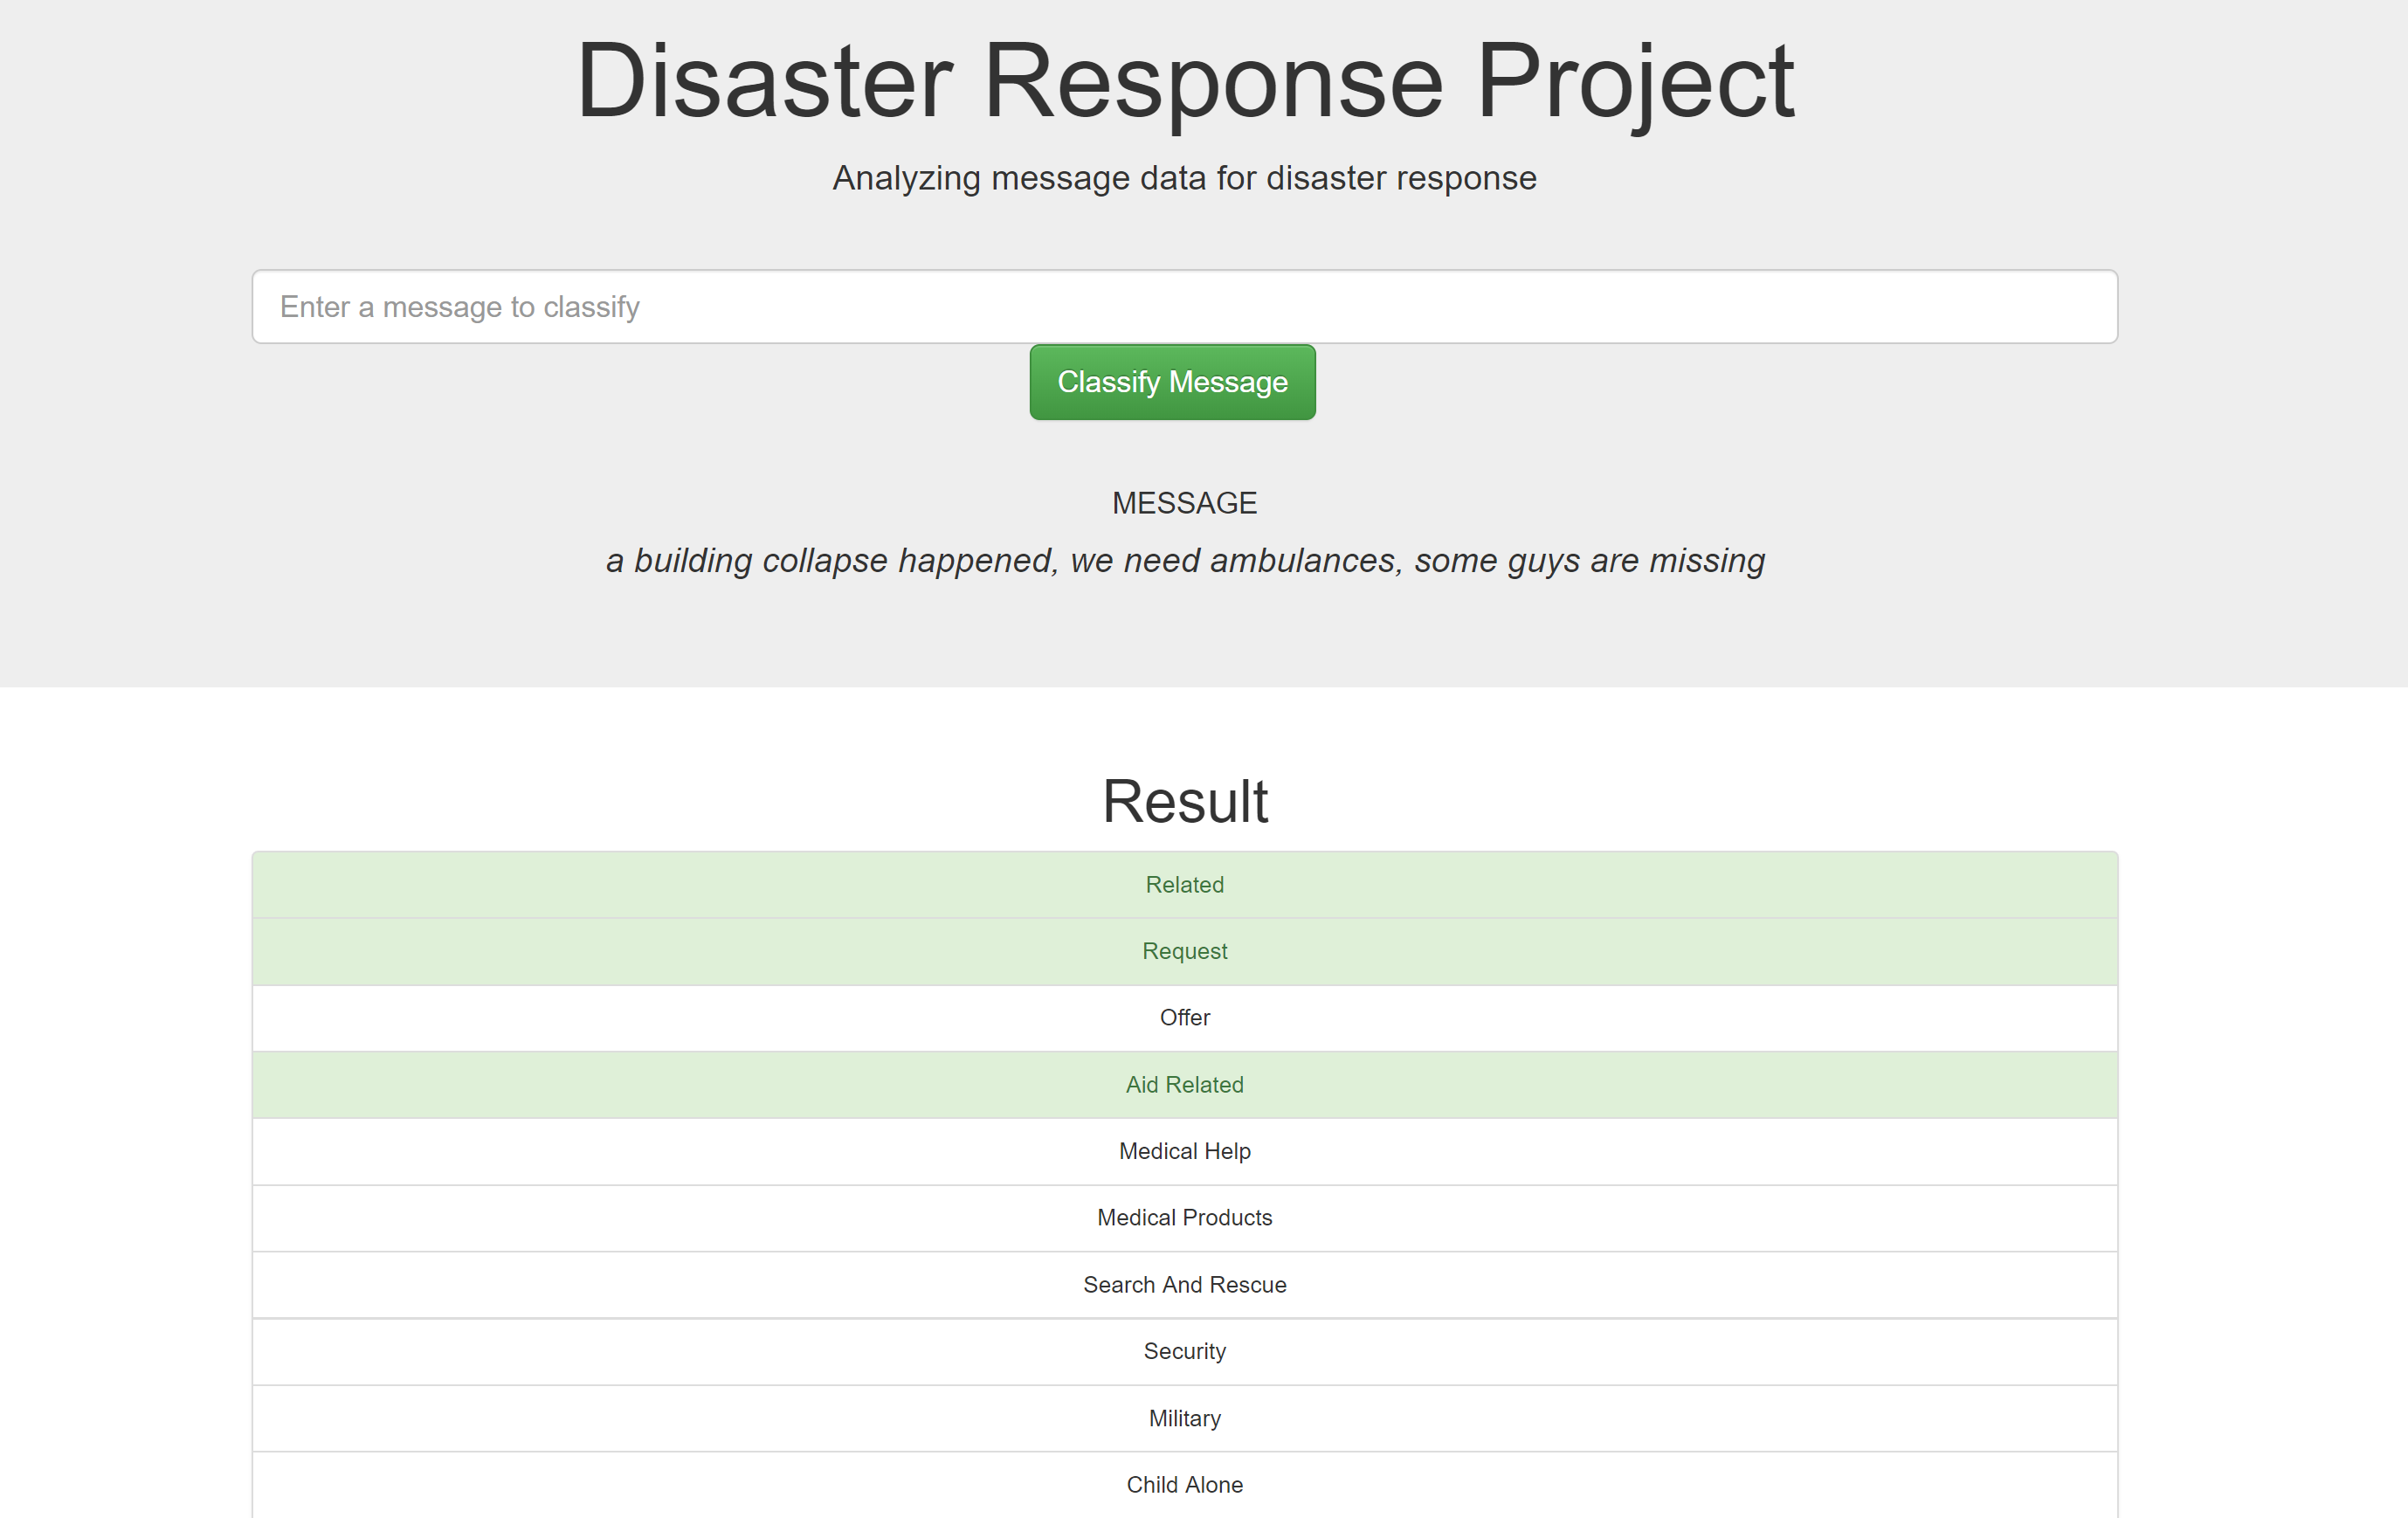 Disaster Response Project
Analyzing message data for disaster response
Enter a message to classify
Classify Message
MESSAGE
a building collapse happened, we need ambulances, some guys are missing
Result
Related
Request
Offer
Aid Related
Medical Help
Medical Products
Search And Rescue
Security
Military
Child Alone